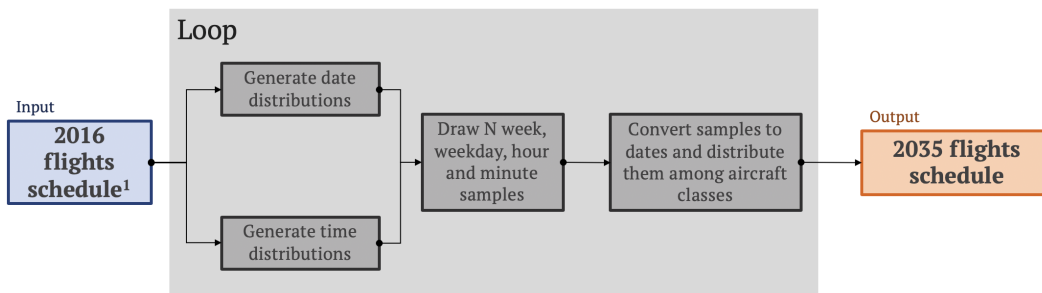 Loop
Input
2016
flights
schedule¹
Generate date
distributions
Generate time
distributions
Draw N week,
weekday, hour
and minute
samples
Convert samples to
dates and distribute
them among aircraft
classes
Output
2035 flights
schedule